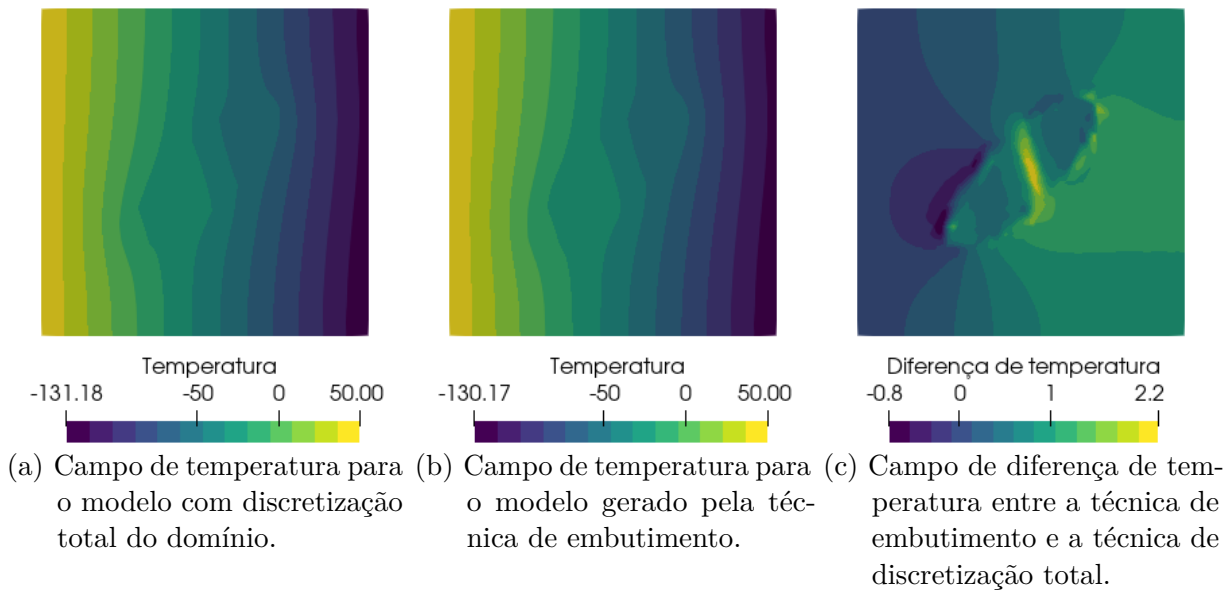 Temperatura
-131.18 -50 0 50.00
Temperatura
-130.17 -50 0 50.00
Diferença de temperatura
-0.8 0 1 2.2
(a) Campo de temperatura para
o modelo com discretização
total do domínio.
(b) Campo de temperatura para
o modelo gerado pela téc-
nica de embutimento.
(c) Campo de diferença de tem-
peratura entre a técnica de
embutimento e a técnica de
discretização total.